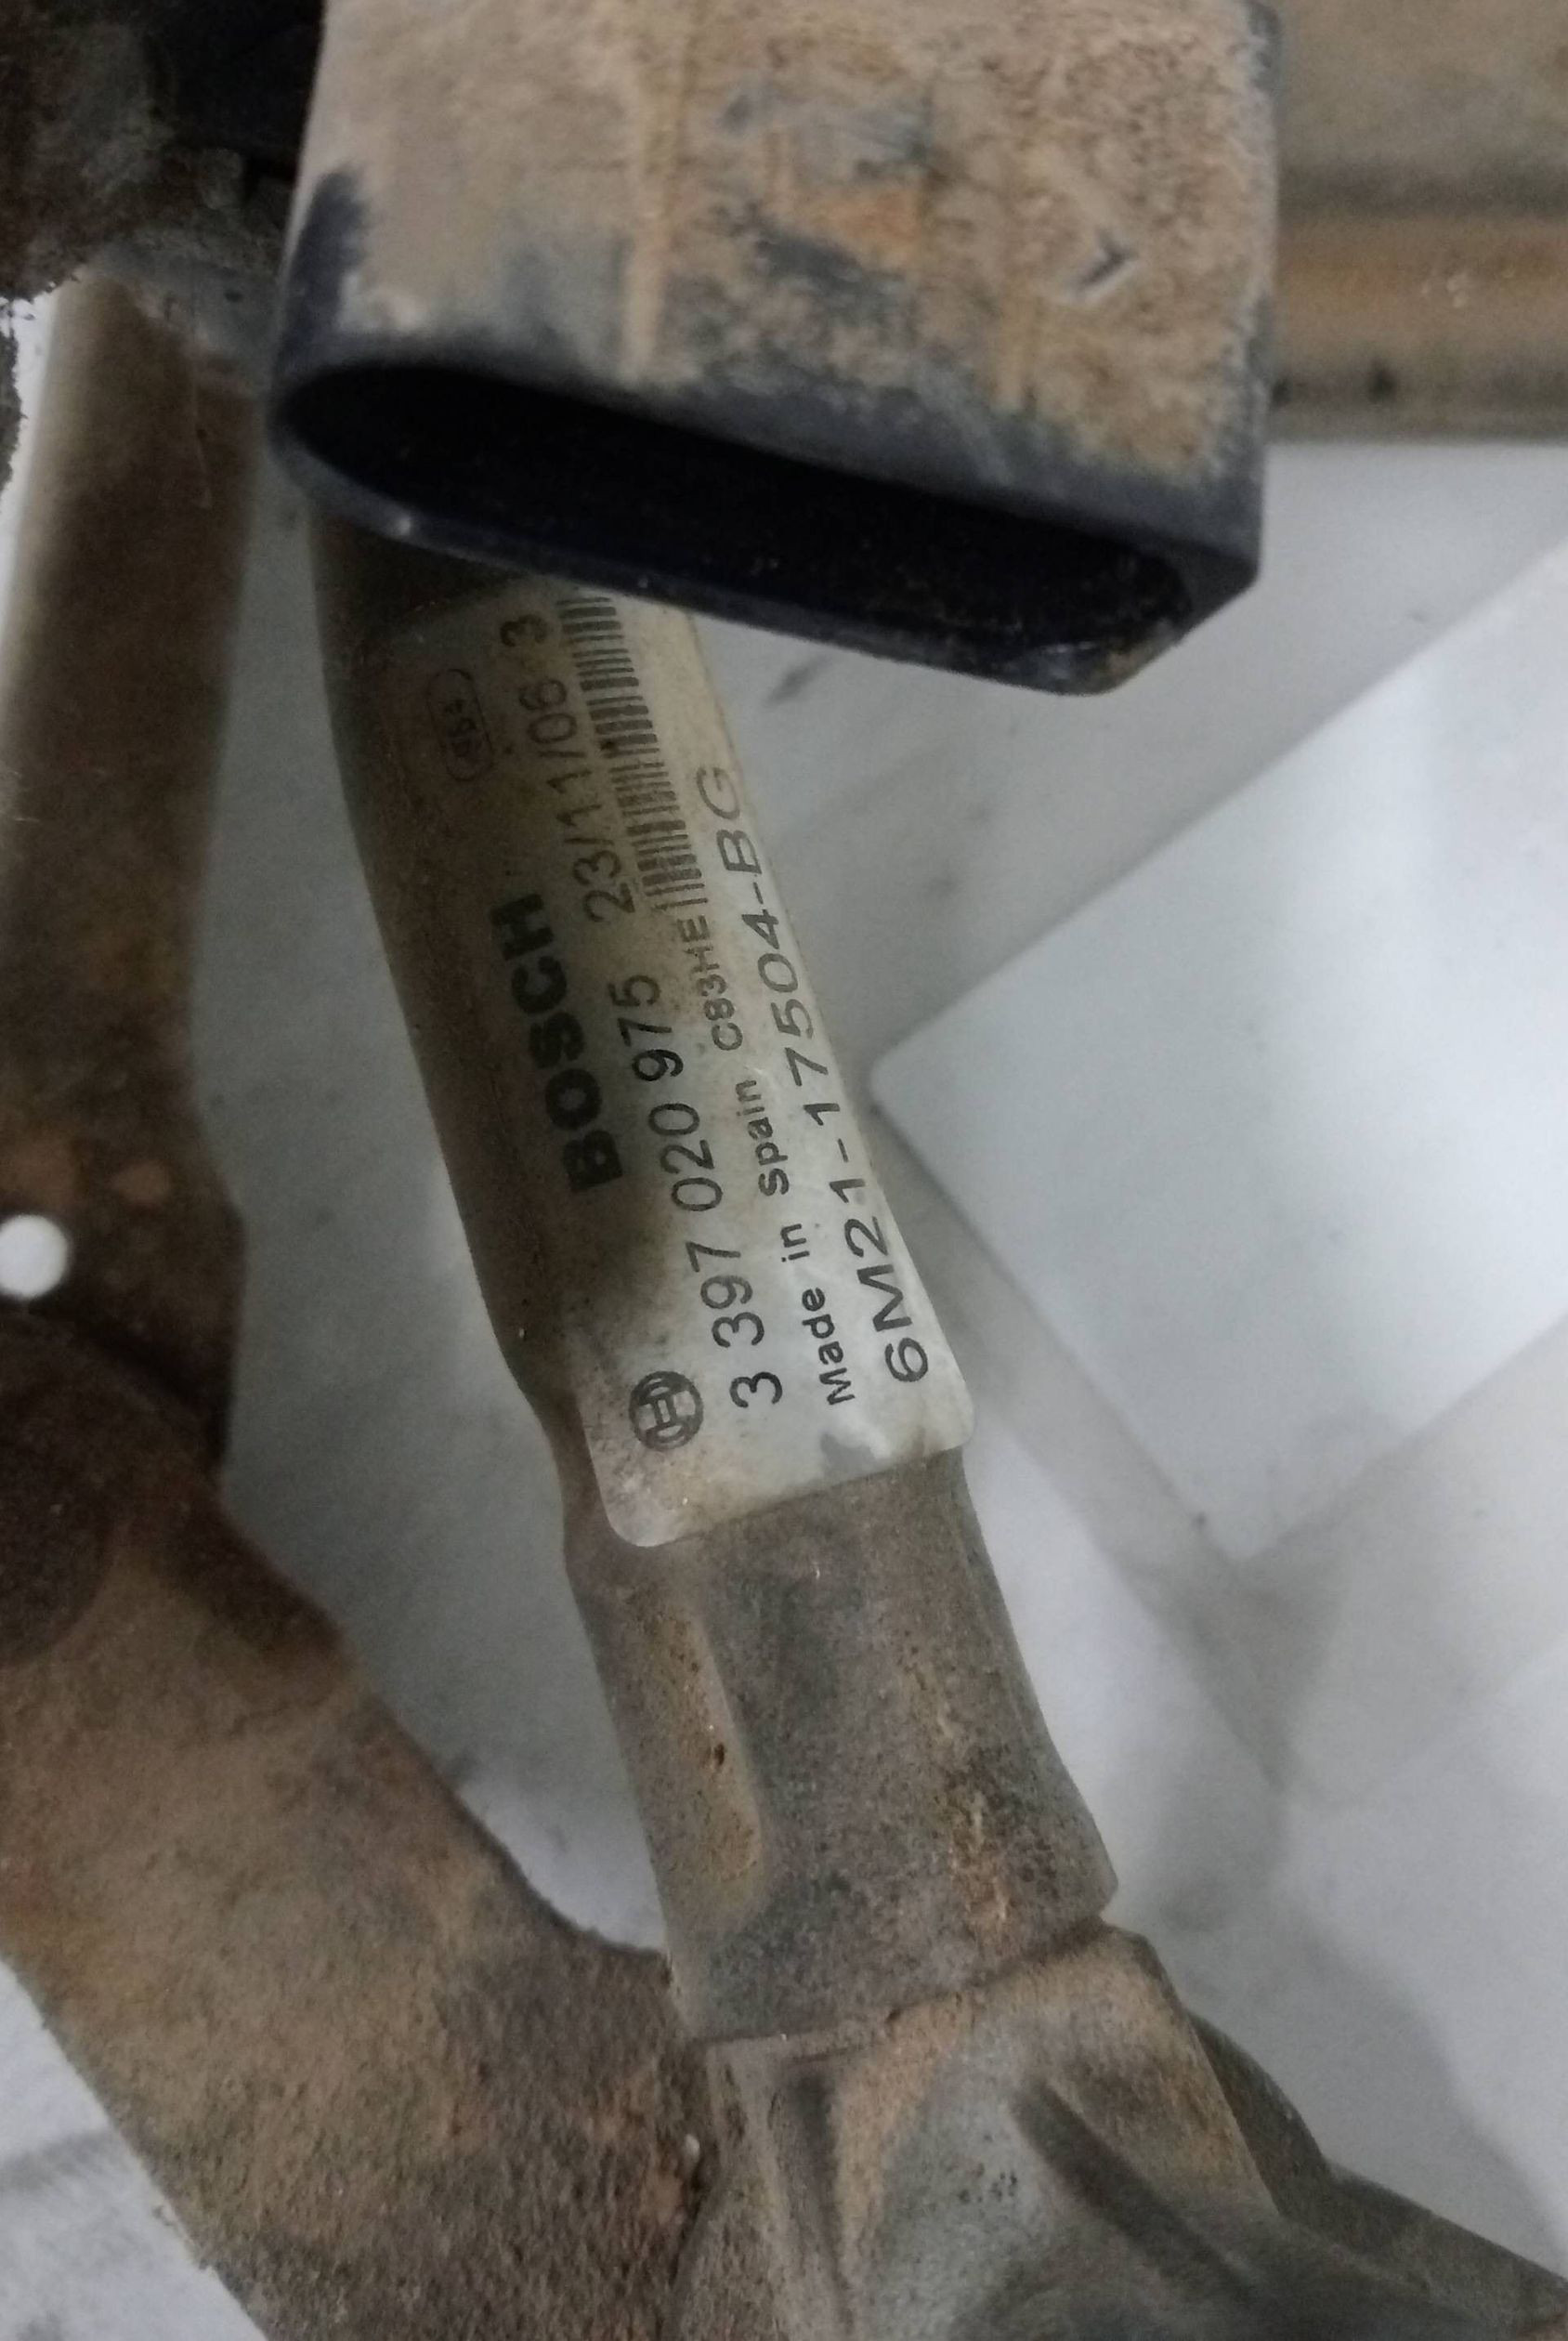 BOSCH
3 397 020 975 23/11/06 3
Made in Spain C83HE
6M21-17504-BG